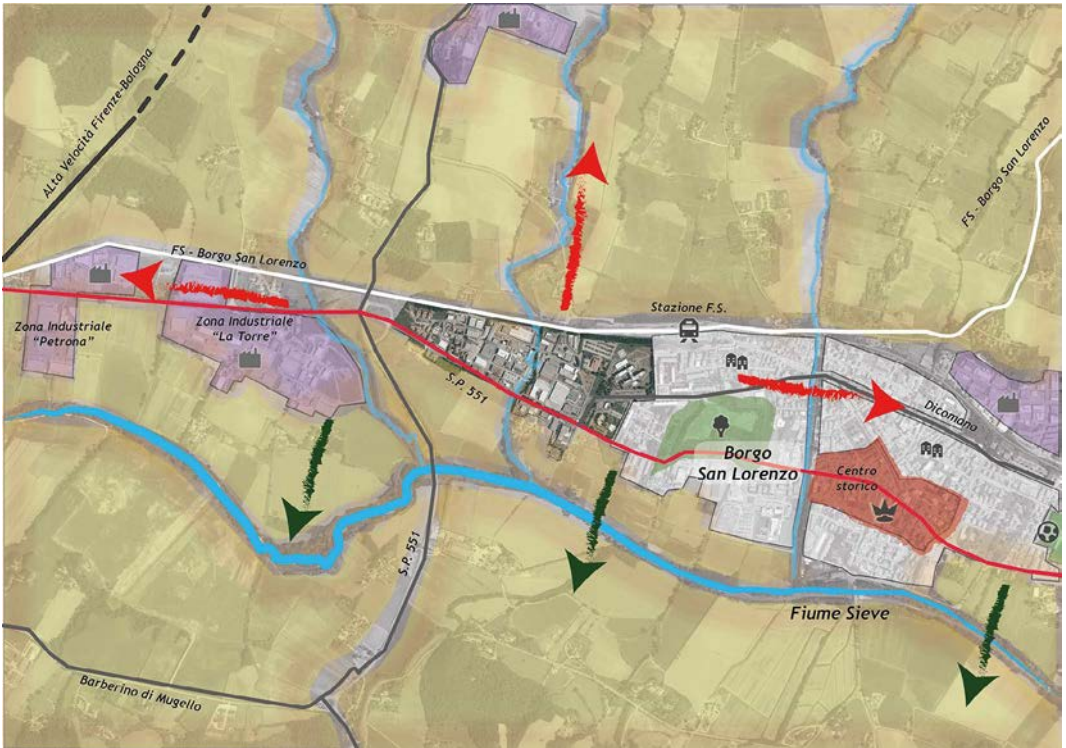 ALta Velocità Firenze-Bologna
FS - Borgo San Lorenzo
FS - Borgo San Lorenzo
Stazione F.S.
Zona Industriale
“Petrona”
Zona Industriale
“La Torre”
S.P. 551
Dicomano
Borgo
San Lorenzo
Centro
storico
S.P. 551
Fiume Sieve
Barberino di Mugello